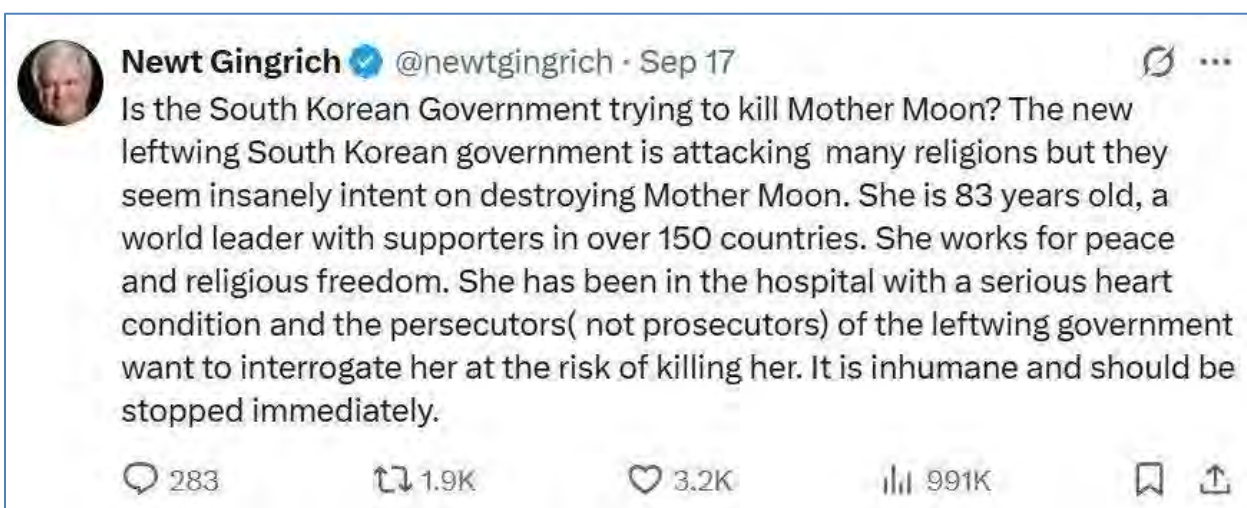 Newt Gingrich @newtgingrich · Sep 17
Is the South Korean Government trying to kill Mother Moon? The new
leftwing South Korean government is attacking  many religions but they
seem insanely intent on destroying Mother Moon. She is 83 years old, a
world leader with supporters in over 150 countries. She works for peace
and religious freedom. She has been in the hospital with a serious heart
condition and the persecutors( not prosecutors) of the leftwing government
want to interrogate her at the risk of killing her. It is inhumane and should be
stopped immediately.
283 1.9K 3.2K 991K